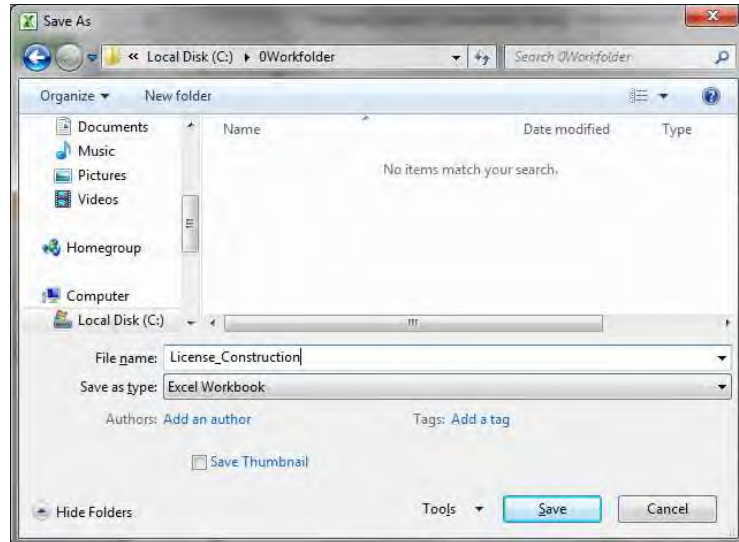 Save As
« Local Disk (C:) ▸ 0Workfolder Search 0Workfolder
Organize ▾ New folder
Documents Name Date modified Type
Music
Pictures No items match your search.
Videos
Homegroup
Computer
Local Disk (C:)
File name: License_Construction
Save as type: Excel Workbook
Authors: Add an author Tags: Add a tag
Save Thumbnail
Hide Folders Tools ▾ Save Cancel